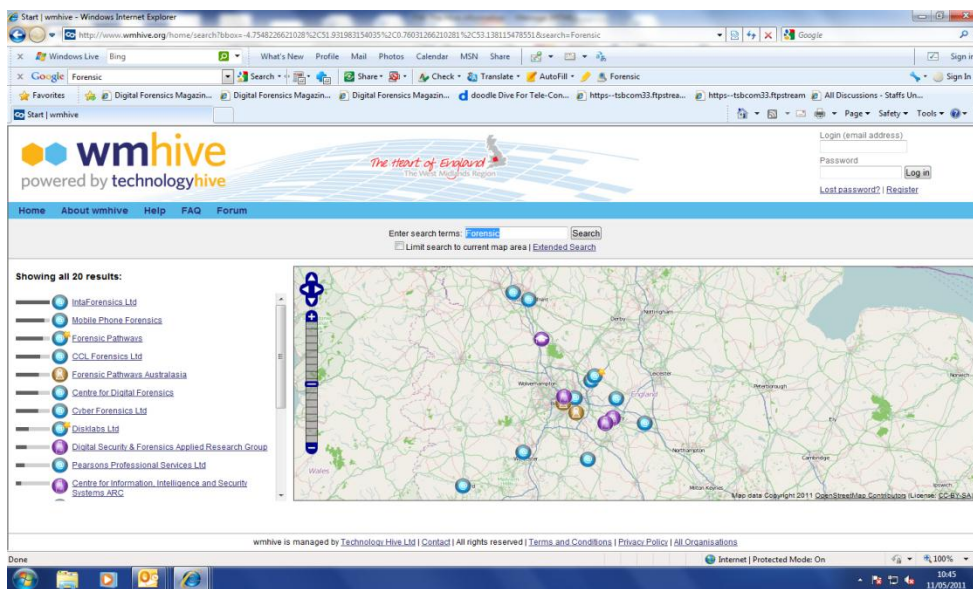 Start | wmhive - Windows Internet Explorer
http://www.wmhive.org/home/search?bbox=-4.7548226621028%2C51.931983154035%2C0.76031266210281%2C53.138115478551&search=Forensic
Google
Windows Live Bing What's New Profile Mail Photos Calendar MSN Share Sign in
Google Forensic Search Share Check Translate AutoFill Forensic Sign In
Favorites Digital Forensics Magazin... Digital Forensics Magazin... Digital Forensics Magazin... doodle Dive For Tele-Con... https--tsbcom33.ftpstrea... https--tsbcom33.ftpstream All Discussions - Staffs Un...
Start | wmhive Page Safety Tools
wmhive
powered by technologyhive
The Heart of England
The West Midlands Region
Login (email address)
Password
Log in
Lost password? | Register
Home About wmhive Help FAQ Forum
Enter search terms: Forensic Search
Limit search to current map area | Extended Search
Showing all 20 results:
IntaForensics Ltd
Mobile Phone Forensics
Forensic Pathways
CCL Forensics Ltd
Forensic Pathways Australasia
Centre for Digital Forensics
Cyber Forensics Ltd
Disklabs Ltd
Digital Security & Forensics Applied Research Group
Pearsons Professional Services Ltd
Centre for Information, Intelligence and Security
Systems ARC
Derby
Nottingham
Wolverhampton
Leicester
England
Peterborough
Norwich
Ely
Northampton
Cambridge
Wales
Milton Keynes
Ipswich
Map data Copyright 2011 OpenStreetMap Contributors (License: CC-BY-SA)
wmhive is managed by Technology Hive Ltd | Contact | All rights reserved | Terms and Conditions | Privacy Policy | All Organisations
Done Internet | Protected Mode: On 100%
10:45
11/05/2011